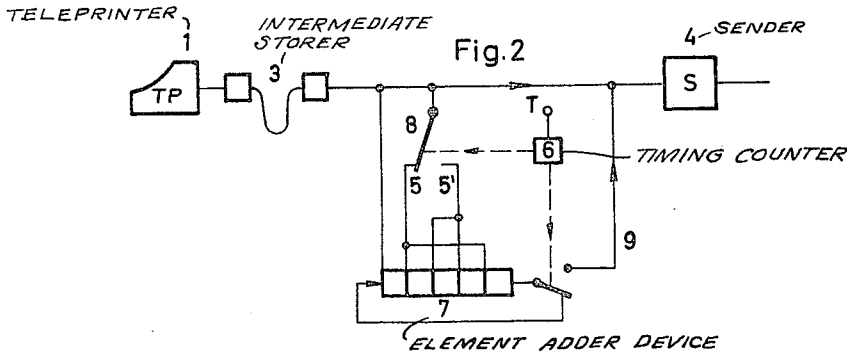 TELEPRINTER
1
TP
INTERMEDIATE
STORER
3
Fig.2
4 SENDER
S
8
T
6
TIMING COUNTER
5 5'
9
7
ELEMENT ADDER DEVICE